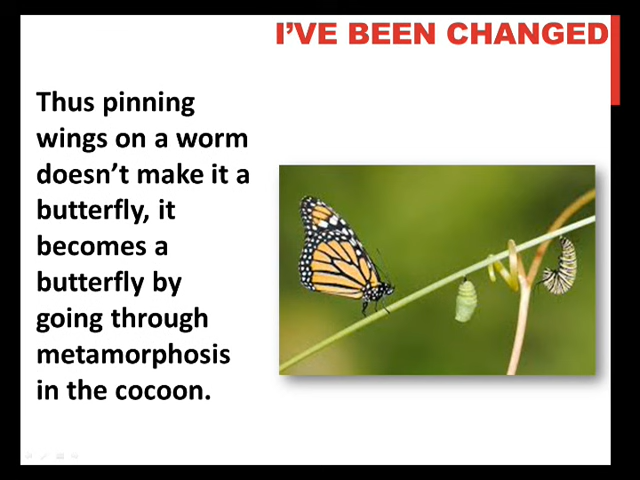 I'VE BEEN CHANGED
Thus pinning
wings on a worm
doesn't make it a
butterfly, it
becomes a
butterfly by
going through
metamorphosis
in the cocoon.